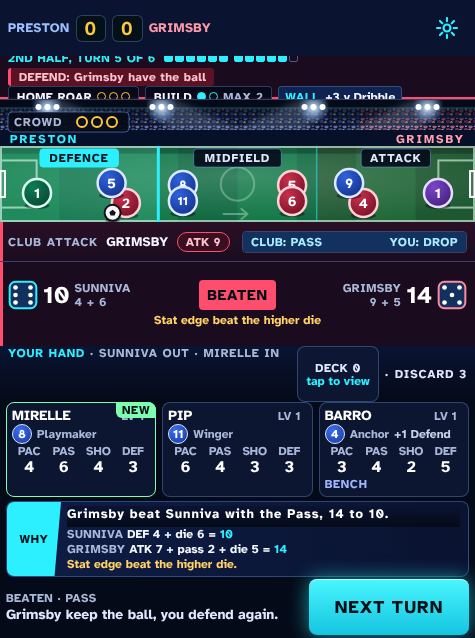 PRESTON 0 0 GRIMSBY
2ND HALF, TURN 5 OF 6
DEFEND: Grimsby have the ball
HOME ROAR BUILD MAX 2 WALL +3 v Dribble
CROWD
PRESTON GRIMSBY
DEFENCE MIDFIELD ATTACK
1 5 2 8 11 5 6 9 4 1
CLUB ATTACK GRIMSBY ATK 9 CLUB: PASS YOU: DROP
10 SUNNIVA 4 + 6
BEATEN
GRIMSBY 9 + 5 14
Stat edge beat the higher die
YOUR HAND · SUNNIVA OUT · MIRELLE IN
DECK 0
tap to view
· DISCARD 3
MIRELLE NEW
8 Playmaker
PAC PAS SHO DEF
4 6 4 3
PIP LV 1
11 Winger
PAC PAS SHO DEF
6 4 3 3
BARRO LV 1
4 Anchor +1 Defend
PAC PAS SHO DEF
3 4 2 5
BENCH
WHY
Grimsby beat Sunniva with the Pass, 14 to 10.
SUNNIVA DEF 4 + die 6 = 10
GRIMSBY ATK 7 + pass 2 + die 5 = 14
Stat edge beat the higher die.
BEATEN · PASS
Grimsby keep the ball, you defend again.
NEXT TURN